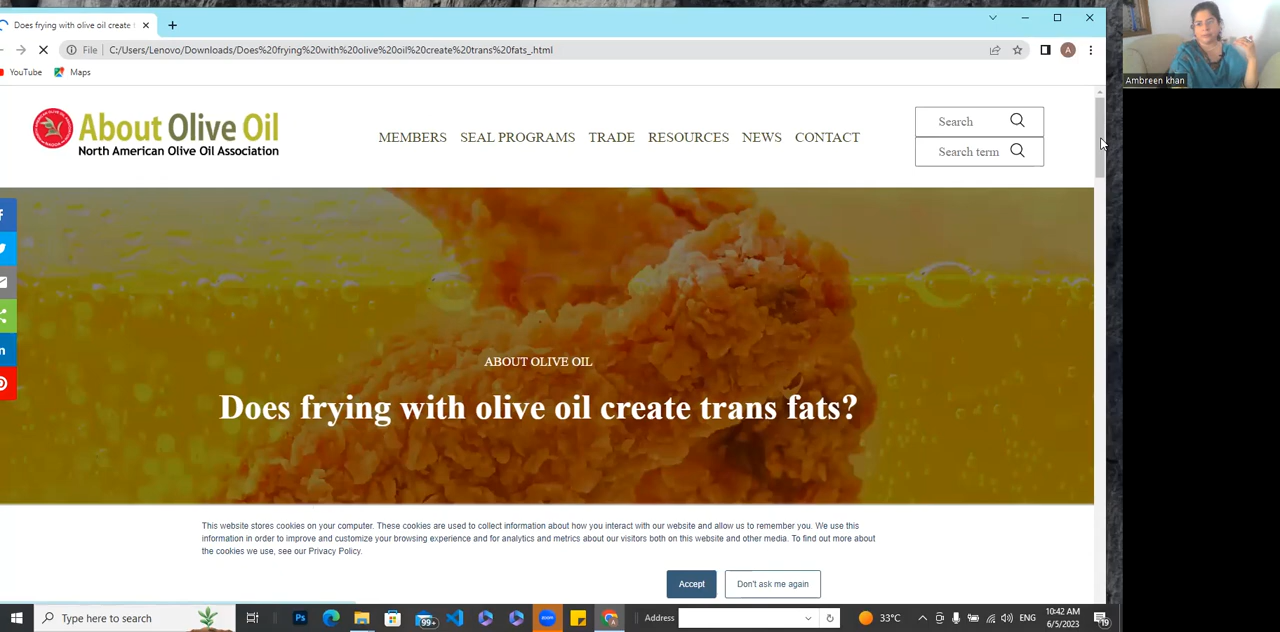 Does frying with olive oil create
File C:/Users/Lenovo/Downloads/Does%20frying%20with%20olive%20oil%20create%20trans%20fats_.html
A
YouTube Maps
Ambreen khan
About Olive Oil
North American Olive Oil Association
MEMBERS SEAL PROGRAMS TRADE RESOURCES NEWS CONTACT
Search
Search term
ABOUT OLIVE OIL
Does frying with olive oil create trans fats?
This website stores cookies on your computer. These cookies are used to collect information about how you interact with our website and allow us to remember you. We use this
information in order to improve and customize your browsing experience and for analytics and metrics about our visitors both on this website and other media. To find out more about
the cookies we use, see our Privacy Policy.
Accept Don't ask me again
Type here to search
Ps
99+
zoom
Address
33°C
ENG
10:42 AM
6/5/2023
19